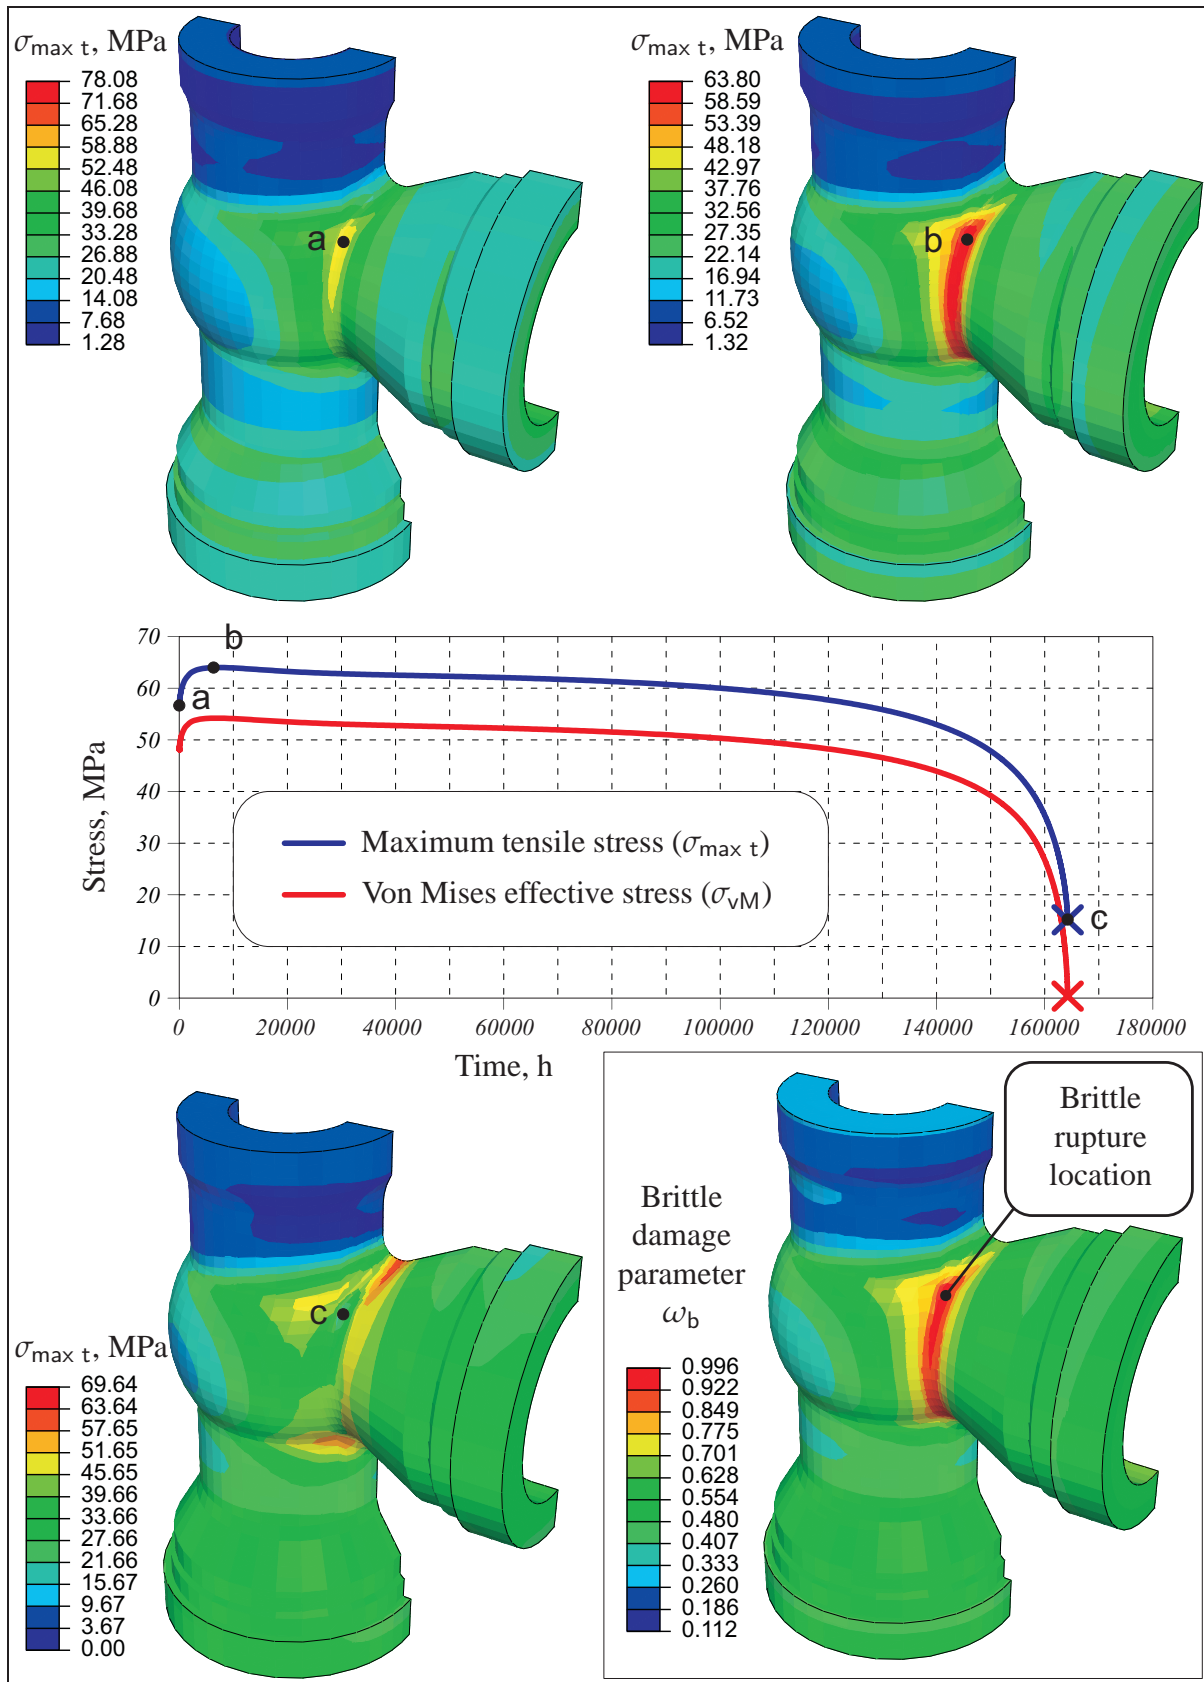 σmax t, MPa
78.08
71.68
65.28
58.88
52.48
46.08
39.68
33.28
26.88
20.48
14.08
7.68
1.28
a
σmax t, MPa
63.80
58.59
53.39
48.18
42.97
37.76
32.56
27.35
22.14
16.94
11.73
6.52
1.32
b
Stress, MPa
70
60
50
40
30
20
10
0
b
a
c
Maximum tensile stress (σmax t)
Von Mises effective stress (σvM)
0 20000 40000 60000 80000 100000 120000 140000 160000 180000
Time, h
c
σmax t, MPa
69.64
63.64
57.65
51.65
45.65
39.66
33.66
27.66
21.66
15.67
9.67
3.67
0.00
Brittle
rupture
location
Brittle
damage
parameter
ωb
0.996
0.922
0.849
0.775
0.701
0.628
0.554
0.480
0.407
0.333
0.260
0.186
0.112